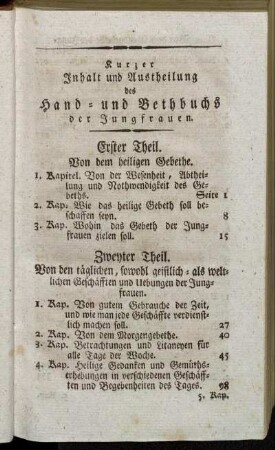 Kurzer
Inhalt und Austheilung
des
Hand- und Bethbuchs
der Jungfrauen.
Erster Theil.
Von dem heiligen Gebethe.
1. Kapitel. Von der Wesenheit, Abthei-
lung und Nothwendigkeit des Ge-
beths. Seite 1
2. Kap. Wie das heilige Gebeth soll be-
schaffen seyn. 8
3. Kap. Wohin das Gebeth der Jung-
frauen zielen soll. 15
Zweyter Theil.
Von den täglichen, sowohl geistlich- als welt-
lichen Geschäfften und Uebungen der Jung-
frauen.
1. Kap. Von gutem Gebrauche der Zeit,
und wie man jede Geschäffte verdienst-
lich machen soll. 27
2. Kap. Von dem Morgengebethe. 40
3. Kap. Betrachtungen und Litaneyen für
alle Tage der Woche. 45
4. Kap. Heilige Gedanken und Gemüths-
erhebungen in verschiedenen Geschäff-
ten und Begebenheiten des Tages. 98
5. Kap.